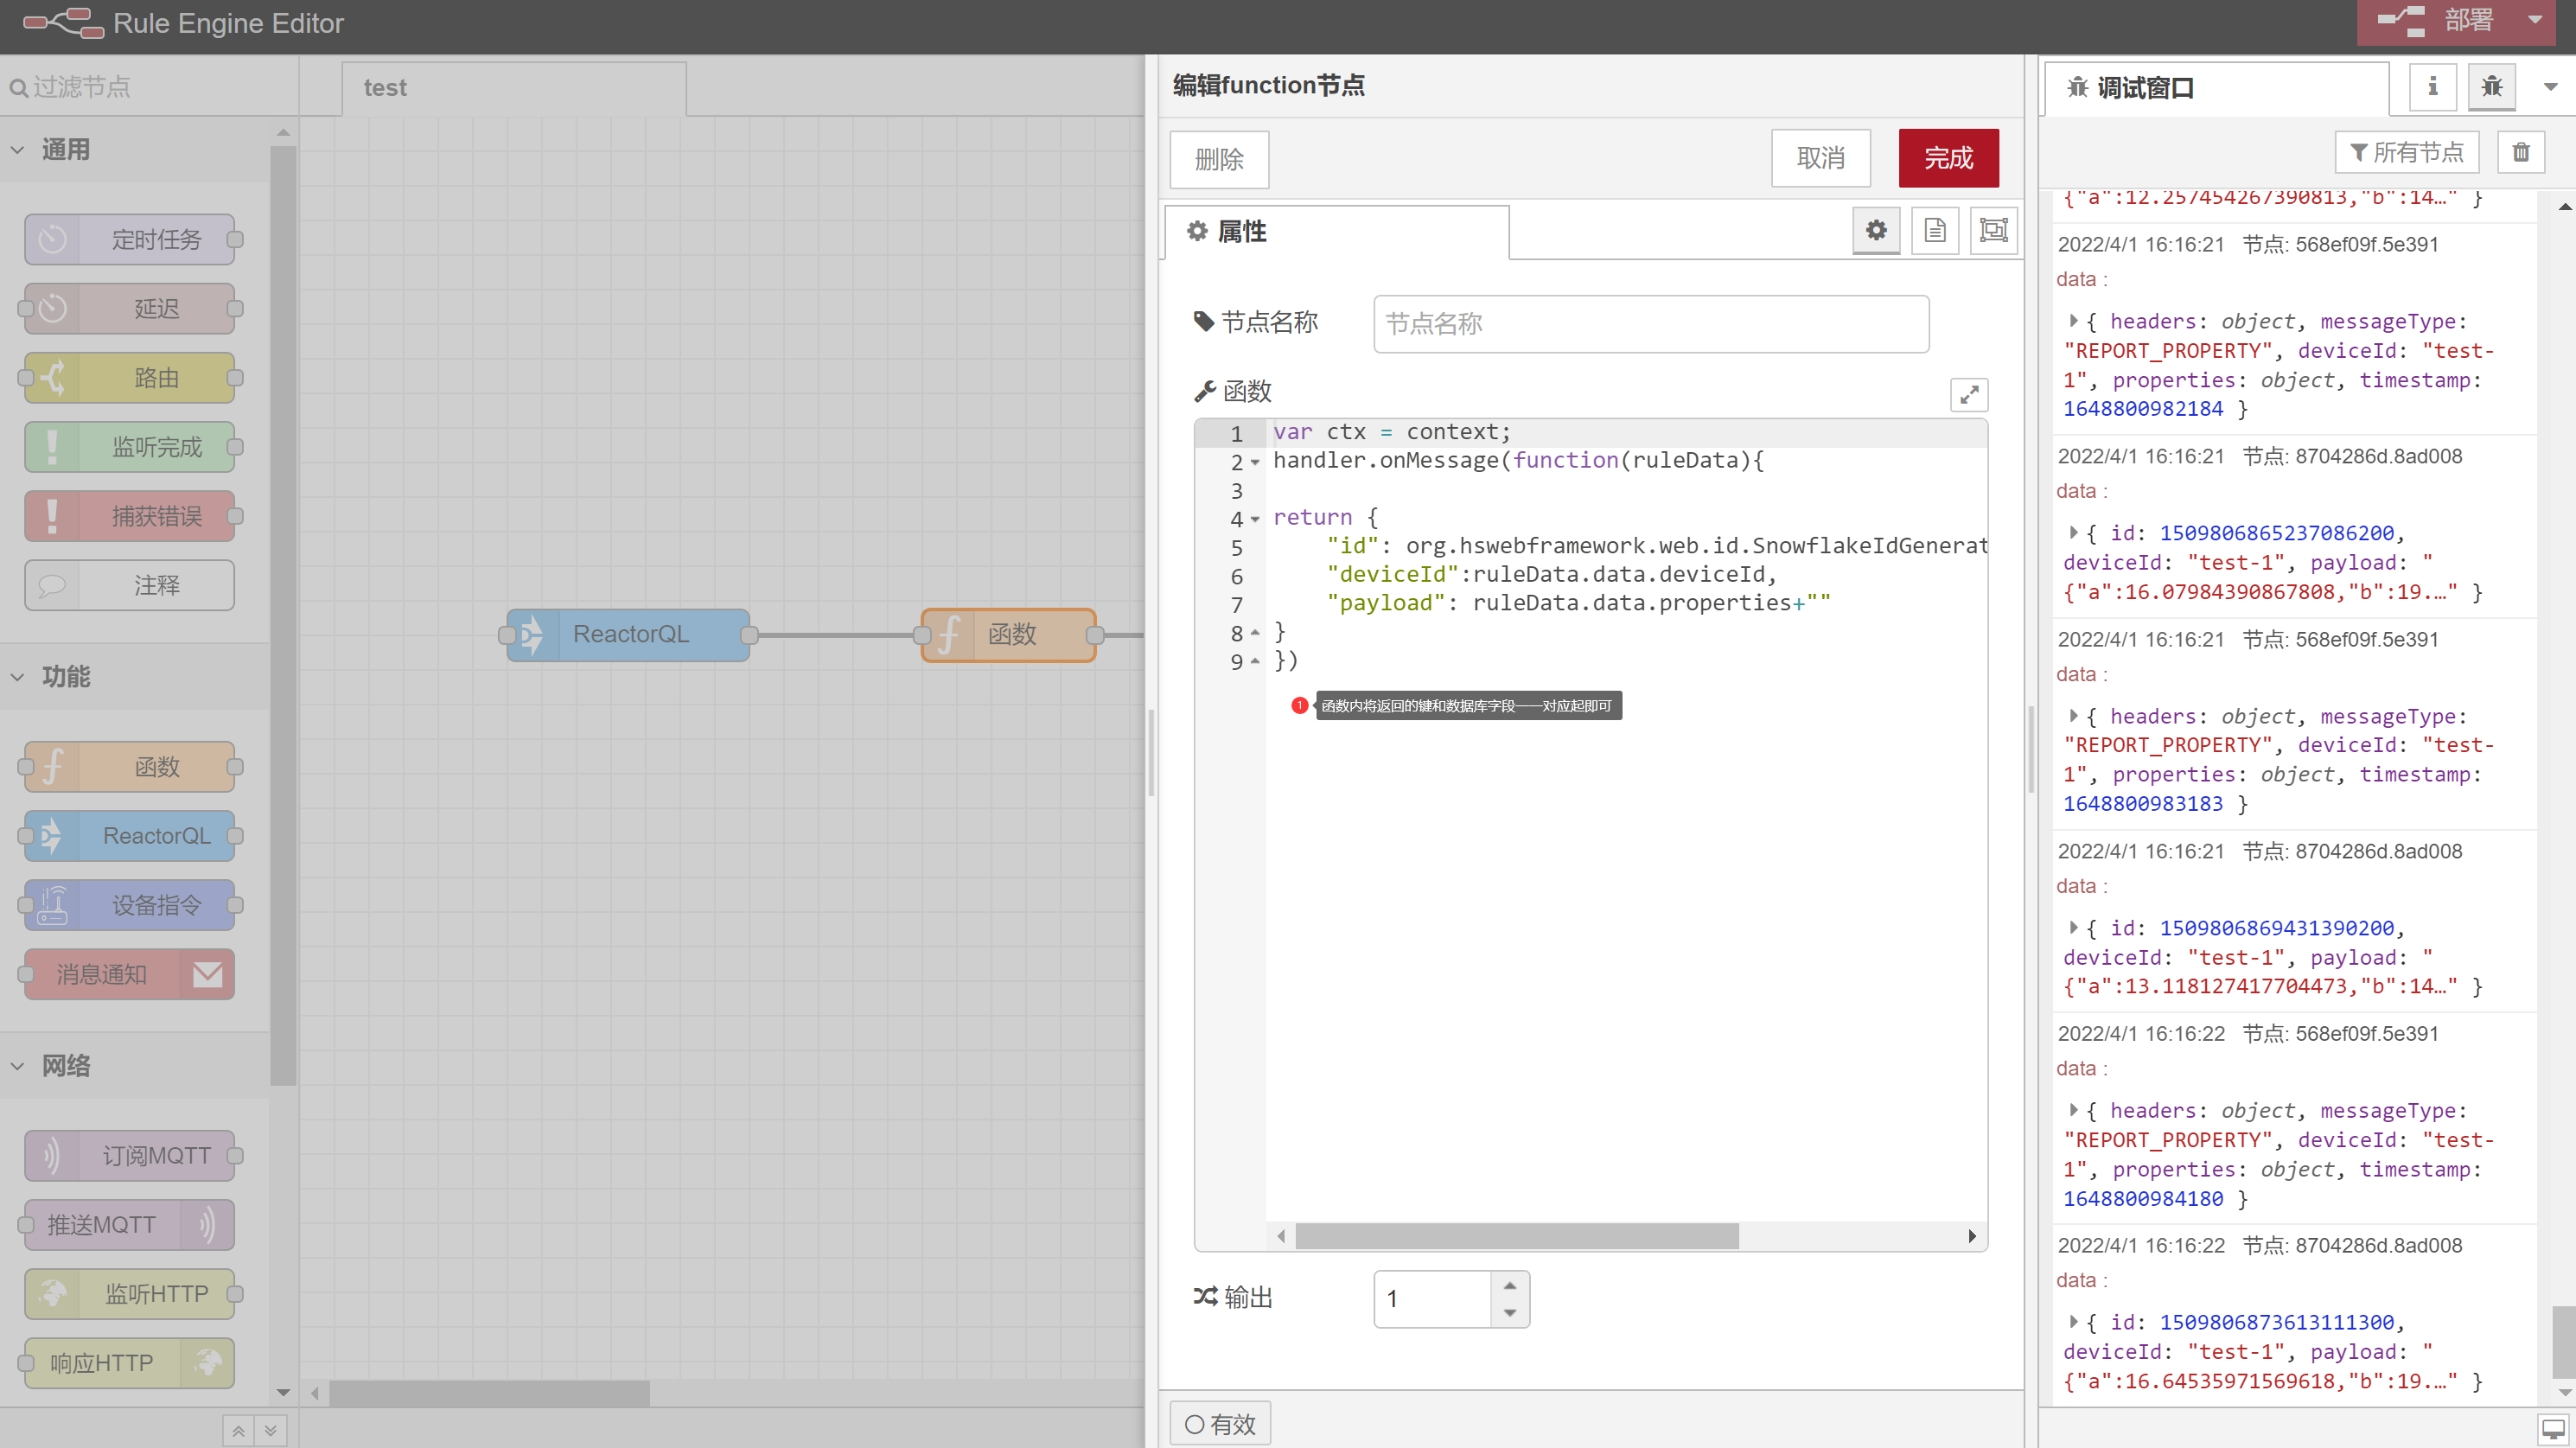 Rule Engine Editor
部署
过滤节点
test
通用
定时任务
延迟
路由
监听完成
捕获错误
注释
功能
函数
ReactorQL
设备指令
消息通知
网络
订阅MQTT
推送MQTT
监听HTTP
响应HTTP
ReactorQL
函数
编辑function节点
删除
取消
完成
属性
节点名称
节点名称
函数
1 var ctx = context;
2 handler.onMessage(function(ruleData){
3
4 return {
5 "id": org.hswebframework.web.id.SnowflakeIdGenerat
6 "deviceId":ruleData.data.deviceId,
7 "payload": ruleData.data.properties+""
8 }
9 })
1 函数内将返回的键和数据库字段一一对应起即可
输出
1
有效
调试窗口
所有节点
{"a":12.257454267390813,"b":14…" }
2022/4/1 16:16:21 节点: 568ef09f.5e391
data :
{ headers: object, messageType:
"REPORT_PROPERTY", deviceId: "test-
1", properties: object, timestamp:
1648800982184 }
2022/4/1 16:16:21 节点: 8704286d.8ad008
data :
{ id: 1509806865237086200,
deviceId: "test-1", payload: "
{"a":16.07984390867808,"b":19.…" }
2022/4/1 16:16:21 节点: 568ef09f.5e391
data :
{ headers: object, messageType:
"REPORT_PROPERTY", deviceId: "test-
1", properties: object, timestamp:
1648800983183 }
2022/4/1 16:16:21 节点: 8704286d.8ad008
data :
{ id: 1509806869431390200,
deviceId: "test-1", payload: "
{"a":13.118127417704473,"b":14…" }
2022/4/1 16:16:22 节点: 568ef09f.5e391
data :
{ headers: object, messageType:
"REPORT_PROPERTY", deviceId: "test-
1", properties: object, timestamp:
1648800984180 }
2022/4/1 16:16:22 节点: 8704286d.8ad008
data :
{ id: 1509806873613111300,
deviceId: "test-1", payload: "
{"a":16.64535971569618,"b":19.…" }